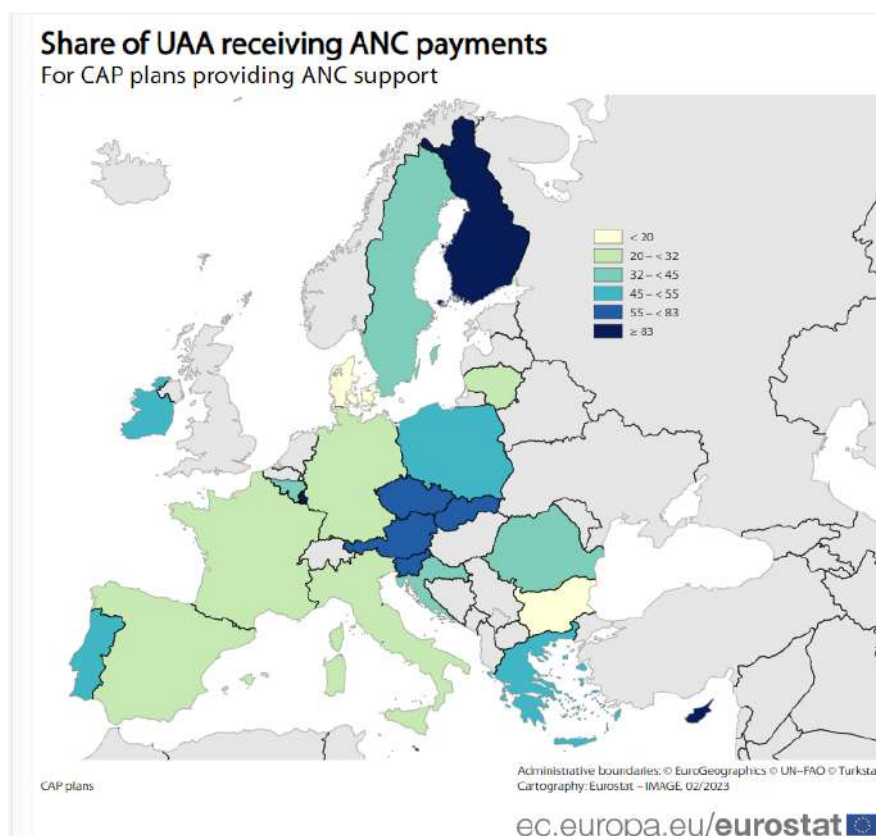 Share of UAA receiving ANC payments
For CAP plans providing ANC support
< 20
20 – < 32
32 – < 45
45 – < 55
55 – < 83
≥ 83
Administrative boundaries: © EuroGeographics © UN–FAO © Turksta
CAP plans
Cartography: Eurostat – IMAGE, 02/2023
ec.europa.eu/eurostat